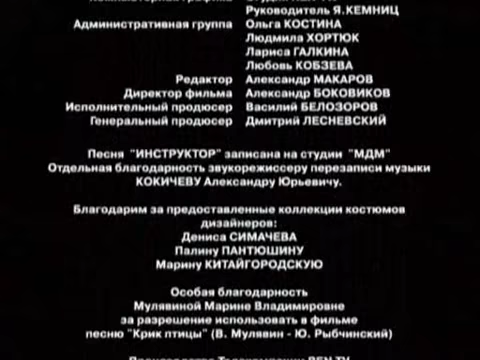 Руководитель Я.КЕМНИЦ
Административная группа Ольга КОСТИНА
Людмила ХОРТЮК
Лариса ГАЛКИНА
Любовь КОБЗЕВА
Редактор Александр МАКАРОВ
Директор фильма Александр БОКОВИКОВ
Исполнительный продюсер Василий БЕЛОЗОРОВ
Генеральный продюсер Дмитрий ЛЕСНЕВСКИЙ
Песня "ИНСТРУКТОР" записана на студии "МДМ"
Отдельная благодарность звукорежиссеру перезаписи музыки
КОКИЧЕВУ Александру Юрьевичу.
Благодарим за предоставленные коллекции костюмов
дизайнеров:
Дениса СИМАЧЕВА
Палину ПАНТЮШИНУ
Марину КИТАЙГОРОДСКУЮ
Особая благодарность
Мулявиной Марине Владимировне
за разрешение использовать в фильме
песню "Крик птицы" (В. Мулявин - Ю. Рыбчинский)